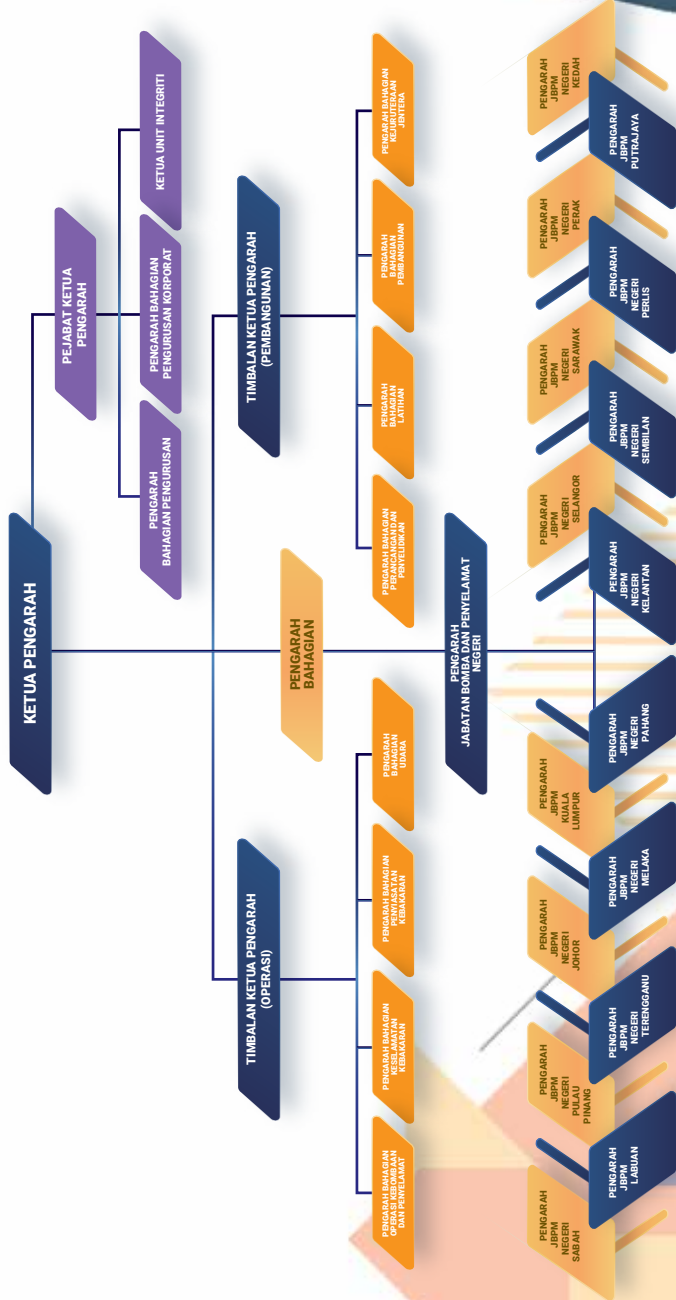 KETUA PENGARAH
PEJABAT KETUA
PENGARAH
PENGARAH
BAHAGIAN PENGURUSAN
PENGARAH BAHAGIAN
PENGURUSAN KORPORAT
KETUA UNIT INTEGRITI
TIMBALAN KETUA PENGARAH
(OPERASI)
TIMBALAN KETUA PENGARAH
(PEMBANGUNAN)
PENGARAH
BAHAGIAN
PENGARAH BAHAGIAN
OPERASI KEBOMBAAN
DAN PENYELAMAT
PENGARAH BAHAGIAN
KESELAMATAN
KEBAKARAN
PENGARAH BAHAGIAN
PENYIASATAN
KEBAKARAN
PENGARAH
BAHAGIAN
UDARA
PENGARAH BAHAGIAN
PERANCANGAN DAN
PENYELIDIKAN
PENGARAH
BAHAGIAN
LATIHAN
PENGARAH
BAHAGIAN
PEMBANGUNAN
PENGARAH BAHAGIAN
KEJURUTERAAN
JENTERA
PENGARAH
JABATAN BOMBA DAN PENYELAMAT
NEGERI
PENGARAH
JBPM
NEGERI
SABAH
PENGARAH
JBPM
NEGERI
PULAU
PINANG
PENGARAH
JBPM
NEGERI
JOHOR
PENGARAH
JBPM
KUALA
LUMPUR
PENGARAH
JBPM
NEGERI
SELANGOR
PENGARAH
JBPM
NEGERI
SARAWAK
PENGARAH
JBPM
NEGERI
PERAK
PENGARAH
JBPM
NEGERI
KEDAH
PENGARAH
JBPM
LABUAN
PENGARAH
JBPM
NEGERI
TERENGGANU
PENGARAH
JBPM
NEGERI
MELAKA
PENGARAH
JBPM
NEGERI
PAHANG
PENGARAH
JBPM
NEGERI
KELANTAN
PENGARAH
JBPM
NEGERI
SEMBILAN
PENGARAH
JBPM
NEGERI
PERLIS
PENGARAH
JBPM
PUTRAJAYA